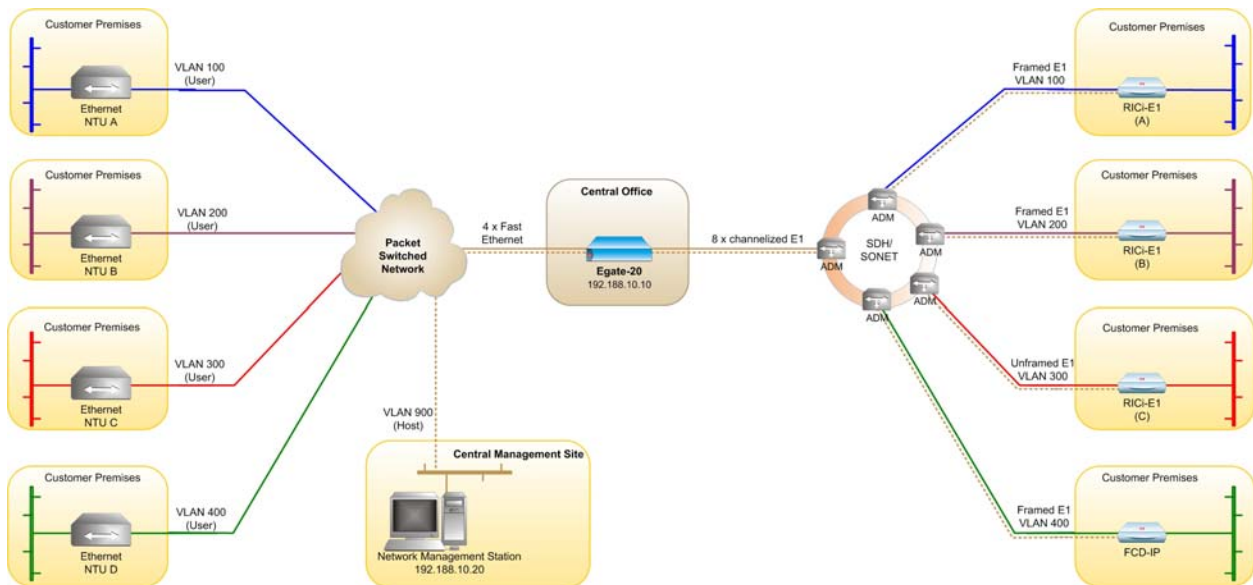 Customer Premises
Ethernet
NTU A
VLAN 100
(User)
Customer Premises
Ethernet
NTU B
VLAN 200
(User)
Customer Premises
Ethernet
NTU C
VLAN 300
(User)
Customer Premises
Ethernet
NTU D
VLAN 400
(User)
Packet
Switched
Network
4 x Fast
Ethernet
Central Office
Egate-20
192.188.10.10
8 x channelized E1
VLAN 900
(Host)
Central Management Site
Network Management Station
192.188.10.20
SDH/
SONET
ADM
ADM
ADM
ADM
ADM
Framed E1
VLAN 100
Customer Premises
RICi-E1
(A)
Framed E1
VLAN 200
Customer Premises
RICi-E1
(B)
Unframed E1
VLAN 300
Customer Premises
RICi-E1
(C)
Framed E1
VLAN 400
Customer Premises
FCD-IP